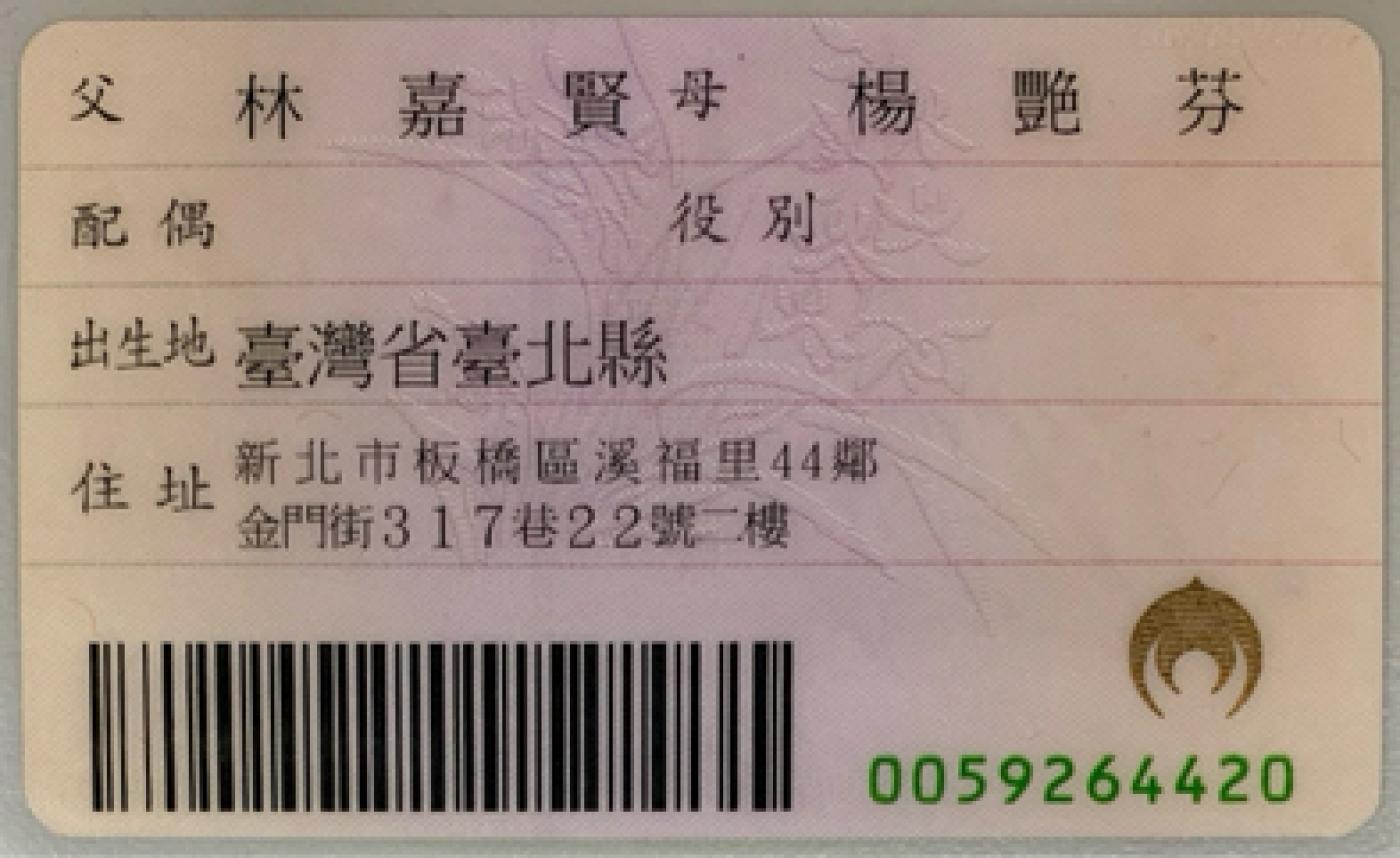 父 林嘉賢 母 楊艷芬
配偶 役別
出生地 臺灣省臺北縣
住址 新北市板橋區溪福里44鄰
金門街317巷22號二樓
0059264420